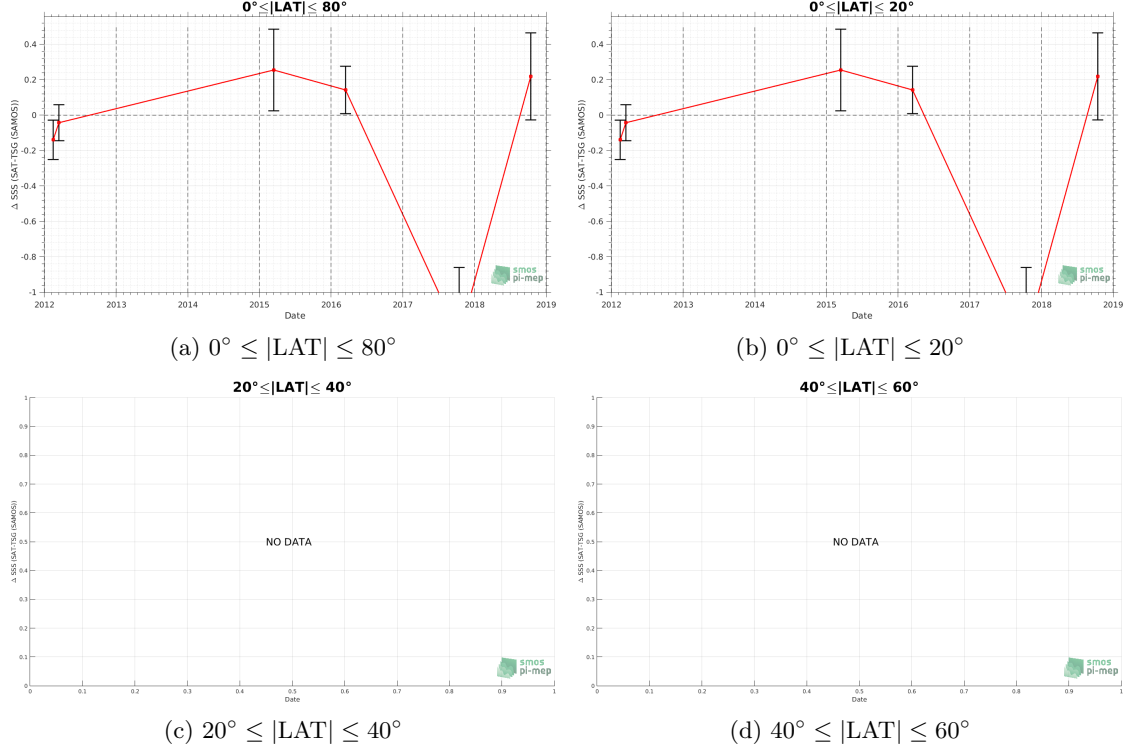 0°≤|LAT|≤ 80°
Δ SSS (SAT-TSG (SAMOS))
0.4
0.2
0
-0.2
-0.4
-0.6
-0.8
-1
2012 2013 2014 2015 2016 2017 2018 2019
Date
smos
pi-mep
(a) 0° ≤ |LAT| ≤ 80°
0°≤|LAT|≤ 20°
Δ SSS (SAT-TSG (SAMOS))
0.4
0.2
0
-0.2
-0.4
-0.6
-0.8
-1
2012 2013 2014 2015 2016 2017 2018 2019
Date
smos
pi-mep
(b) 0° ≤ |LAT| ≤ 20°
20°≤|LAT|≤ 40°
Δ SSS (SAT-TSG (SAMOS))
1
0.9
0.8
0.7
0.6
0.5
0.4
0.3
0.2
0.1
0
NO DATA
0 0.1 0.2 0.3 0.4 0.5 0.6 0.7 0.8 0.9 1
Date
smos
pi-mep
(c) 20° ≤ |LAT| ≤ 40°
40°≤|LAT|≤ 60°
Δ SSS (SAT-TSG (SAMOS))
1
0.9
0.8
0.7
0.6
0.5
0.4
0.3
0.2
0.1
0
NO DATA
0 0.1 0.2 0.3 0.4 0.5 0.6 0.7 0.8 0.9 1
Date
smos
pi-mep
(d) 40° ≤ |LAT| ≤ 60°